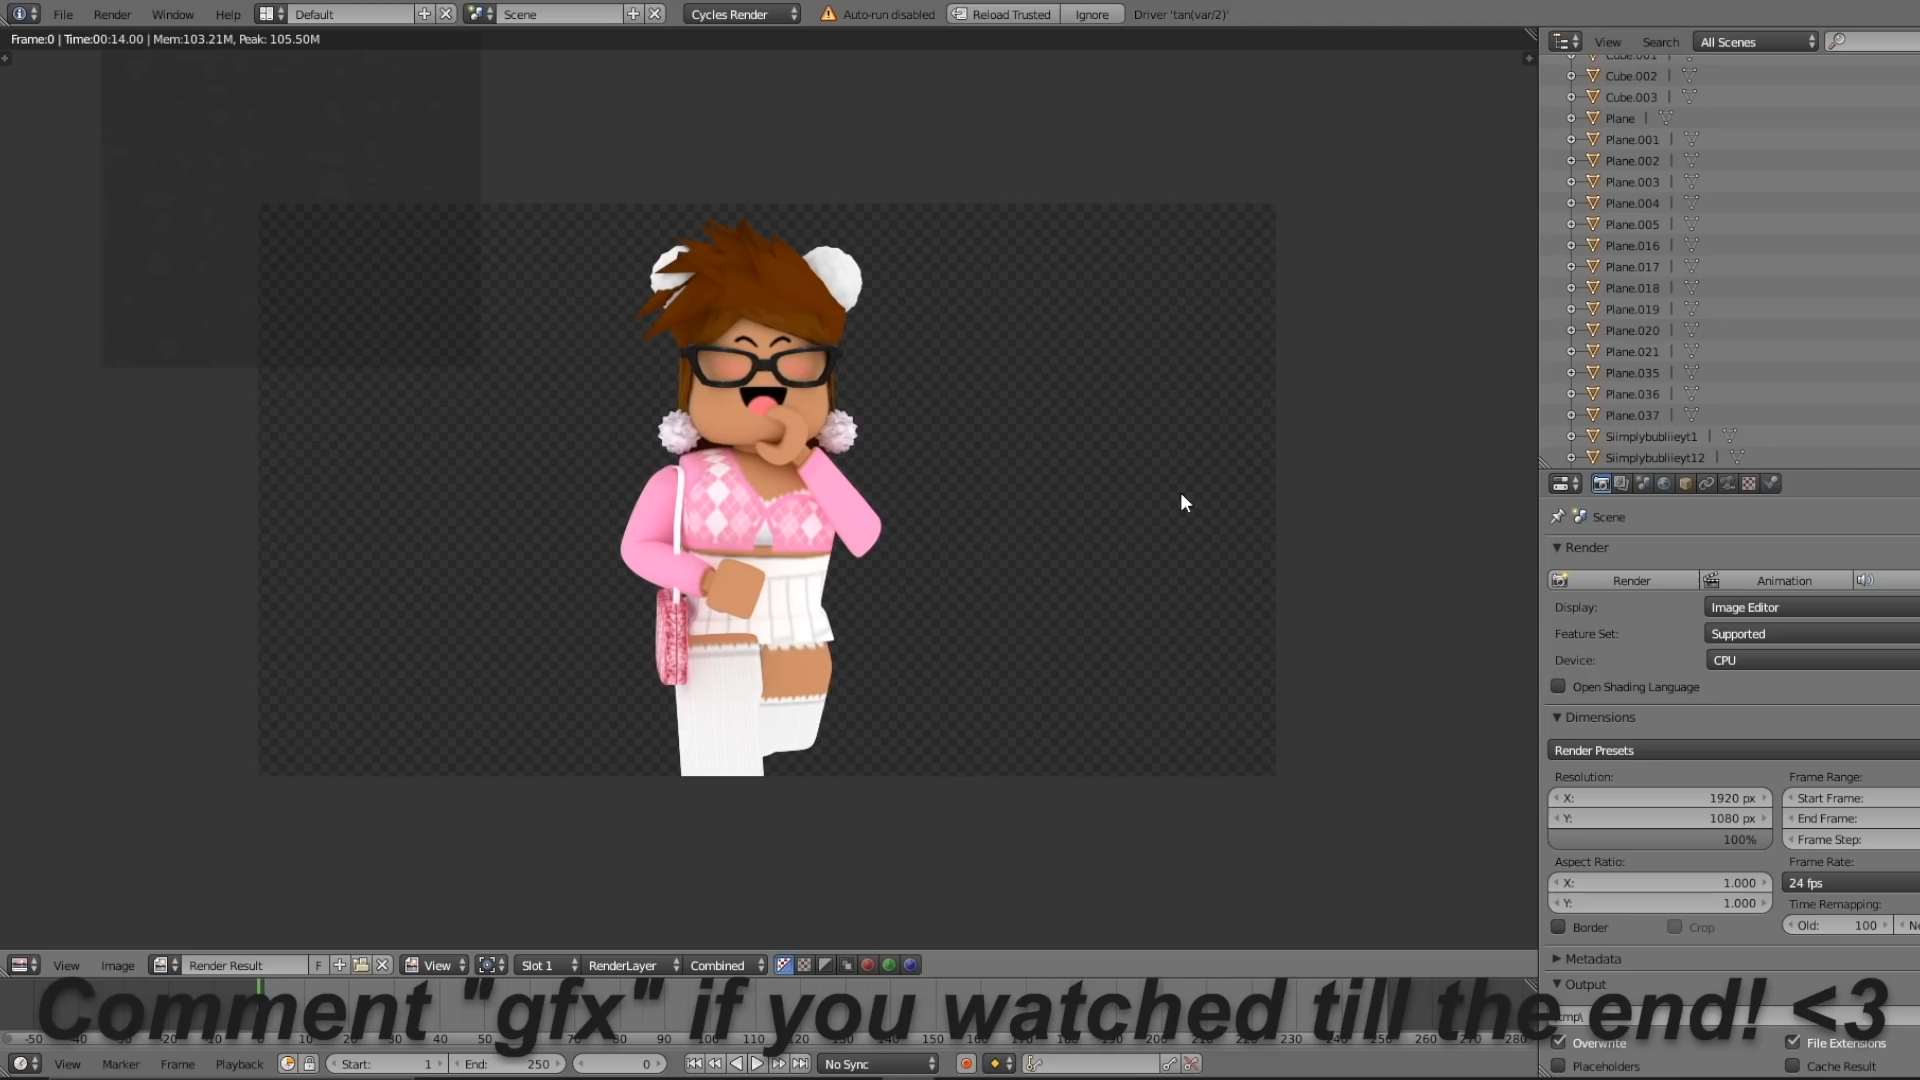 File Render Window Help Default Scene Cycles Render Auto-run disabled Reload Trusted Ignore Driver 'tan(var/2)'
Frame:0 | Time:00:14.00 | Mem:103.21M, Peak: 105.50M
View Search All Scenes
Cube.001
Cube.002
Cube.003
Plane
Plane.001
Plane.002
Plane.003
Plane.004
Plane.005
Plane.016
Plane.017
Plane.018
Plane.019
Plane.020
Plane.021
Plane.035
Plane.036
Plane.037
Siimplybubliieyt1
Siimplybubliieyt12
Scene
Render
Render Animation
Display: Image Editor
Feature Set: Supported
Device: CPU
Open Shading Language
Dimensions
Render Presets
Resolution: Frame Range:
X: 1920 px Start Frame:
Y: 1080 px End Frame:
100% Frame Step:
Aspect Ratio: Frame Rate:
X: 1.000 24 fps
Y: 1.000 Time Remapping:
Border Crop Old: 100
Metadata
Output
Overwrite File Extensions
Placeholders Cache Result
View Image Render Result F View Slot 1 RenderLayer Combined
Comment "gfx" if you watched till the end! <3
View Marker Frame Playback Start: 1 End: 250 0 No Sync